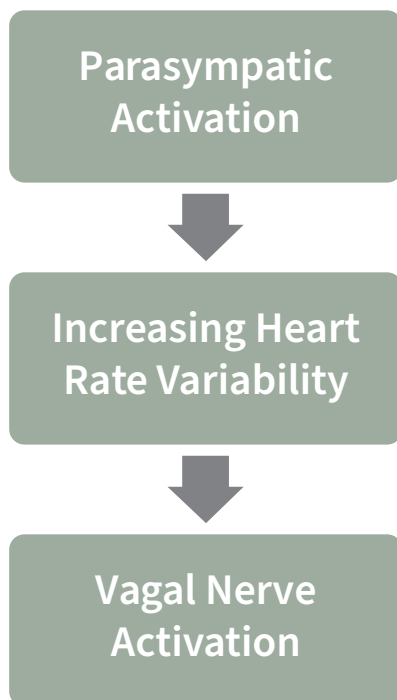 Parasympatic
Activation
Increasing Heart
Rate Variability
Vagal Nerve
Activation